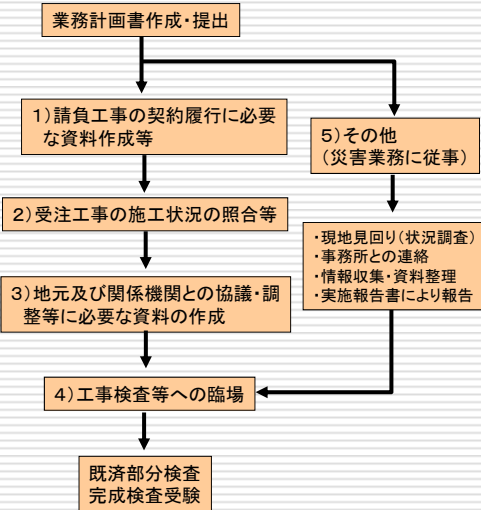 業務計画書作成・提出
1)請負工事の契約履行に必要
な資料作成等
5)その他
(災害業務に従事)
2)受注工事の施工状況の照合等
・現地見回り(状況調査)
・事務所との連絡
・情報収集・資料整理
・実施報告書により報告
3)地元及び関係機関との協議・調
整等に必要な資料の作成
4)工事検査等への臨場
既済部分検査
完成検査受験